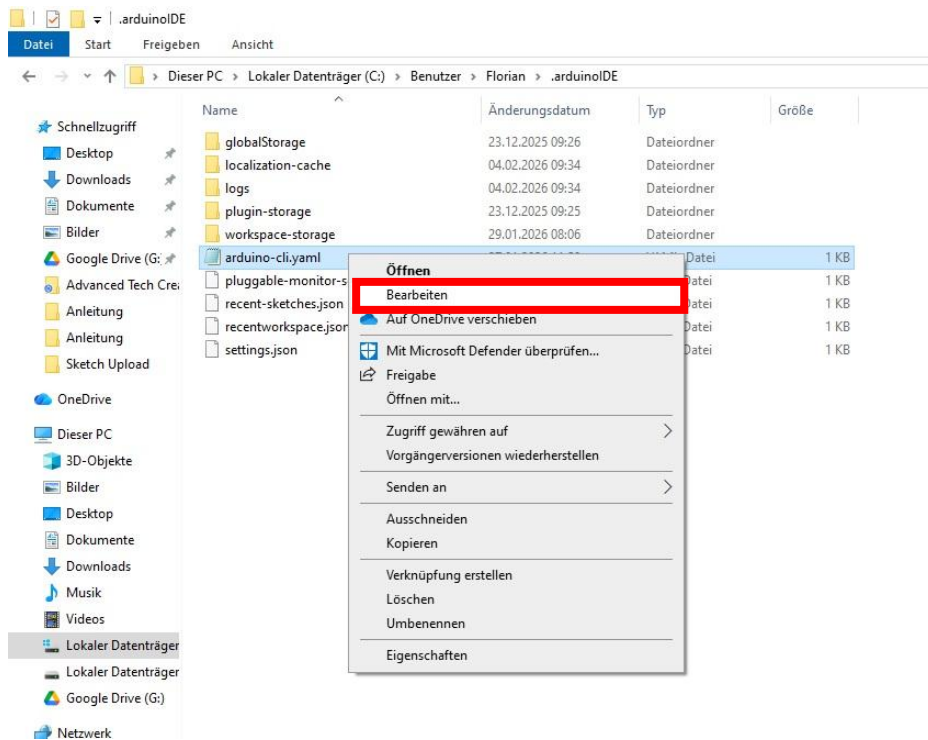 .arduinoIDE
Datei Start Freigeben Ansicht
Dieser PC > Lokaler Datenträger (C:) > Benutzer > Florian > .arduinoIDE
Name Änderungsdatum Typ Größe
Schnellzugriff
Desktop
Downloads
Dokumente
Bilder
Google Drive (G:
Advanced Tech Crea
Anleitung
Anleitung
Sketch Upload
OneDrive
Dieser PC
3D-Objekte
Bilder
Desktop
Dokumente
Downloads
Musik
Videos
Lokaler Datenträger
Lokaler Datenträger
Google Drive (G:)
Netzwerk
globalStorage 23.12.2025 09:26 Dateiordner
localization-cache 04.02.2026 09:34 Dateiordner
logs 04.02.2026 09:34 Dateiordner
plugin-storage 23.12.2025 09:25 Dateiordner
workspace-storage 29.01.2026 08:06 Dateiordner
arduino-cli.yaml Datei 1 KB
pluggable-monitor-s Datei 1 KB
recent-sketches.json Datei 1 KB
recentworkspace.json Datei 1 KB
settings.json Datei 1 KB
Öffnen
Bearbeiten
Auf OneDrive verschieben
Mit Microsoft Defender überprüfen...
Freigabe
Öffnen mit...
Zugriff gewähren auf
Vorgängerversionen wiederherstellen
Senden an
Ausschneiden
Kopieren
Verknüpfung erstellen
Löschen
Umbenennen
Eigenschaften